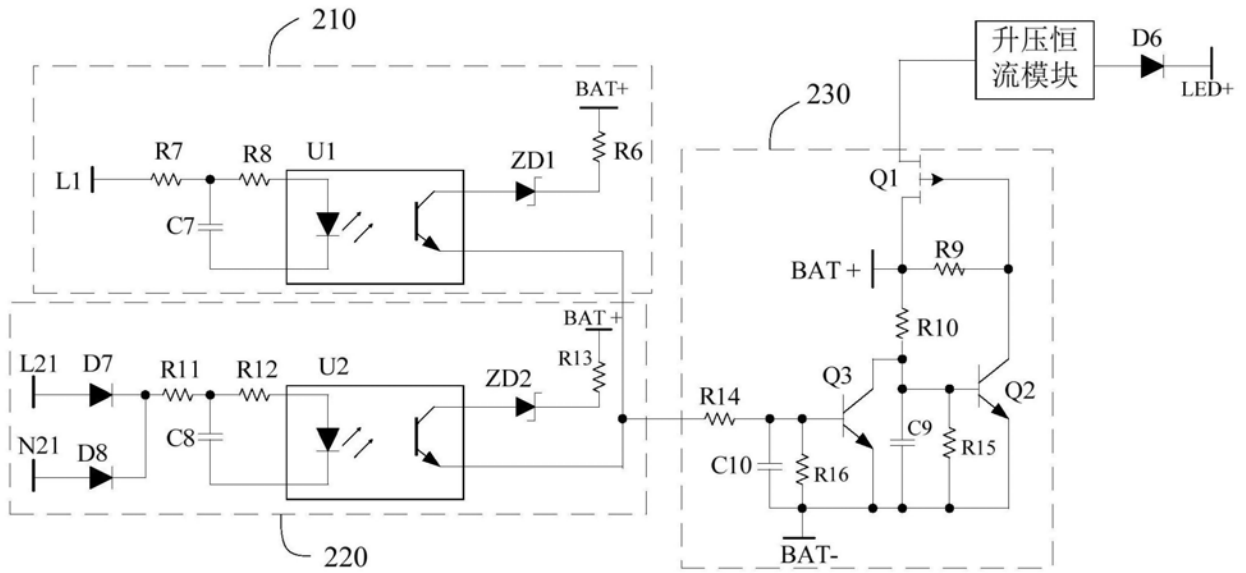 210
BAT+
R6
R7
R8
U1
ZD1
L1
C7
220
BAT +
R13
L21
D7
R11
R12
U2
ZD2
N21
D8
C8
230
升压恒
流模块
D6
LED+
Q1
BAT +
R9
R10
R14
Q3
Q2
C9
R15
C10
R16
BAT-